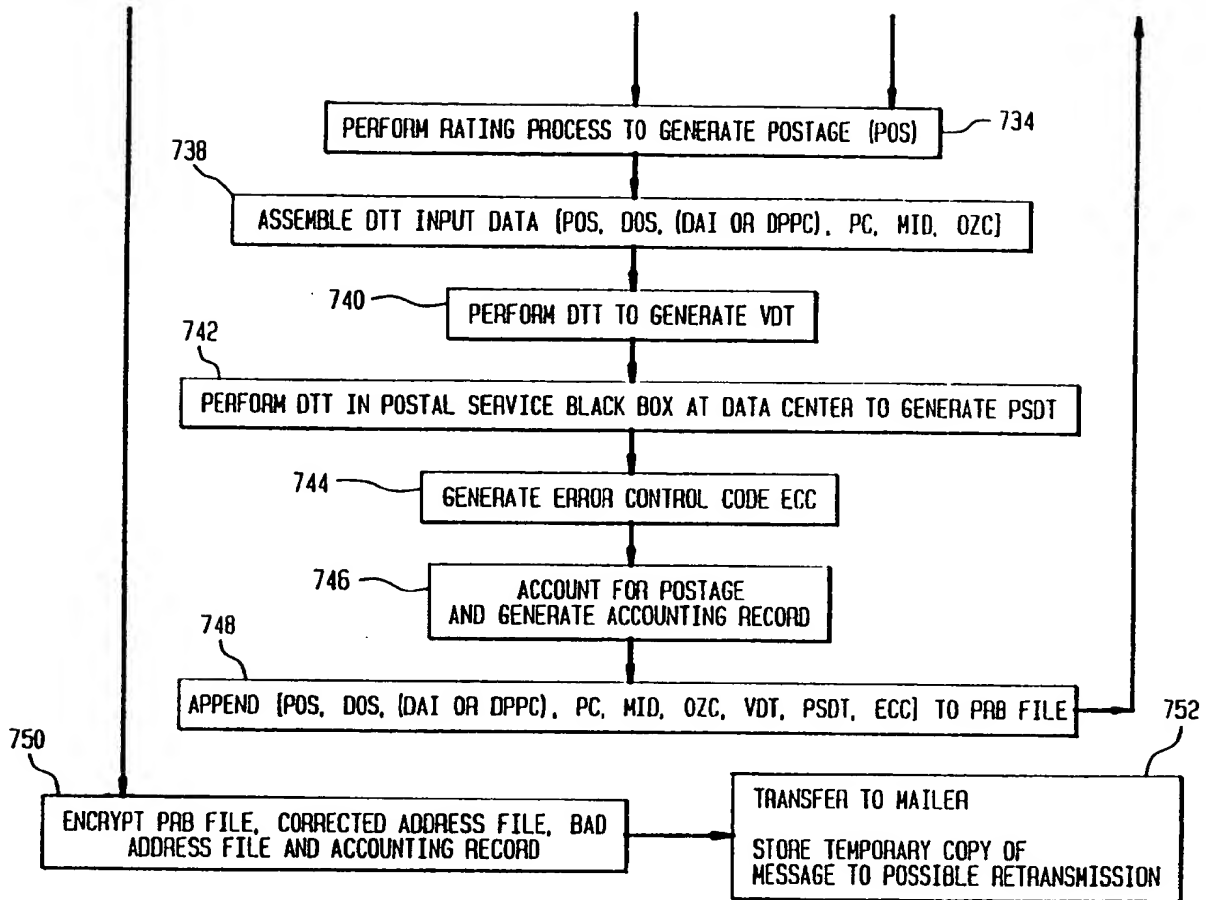 PERFORM RATING PROCESS TO GENERATE POSTAGE (POS)
734
738
ASSEMBLE DTT INPUT DATA [POS, DOS, (DAI OR DPPC), PC, MID, OZC]
740
PERFORM DTT TO GENERATE VDT
742
PERFORM DTT IN POSTAL SERVICE BLACK BOX AT DATA CENTER TO GENERATE PSDT
744
GENERATE ERROR CONTROL CODE ECC
746
ACCOUNT FOR POSTAGE
AND GENERATE ACCOUNTING RECORD
748
APPEND [POS, DOS, (DAI OR DPPC), PC, MID, OZC, VDT, PSDT, ECC] TO PRB FILE
750
ENCRYPT PRB FILE, CORRECTED ADDRESS FILE, BAD
ADDRESS FILE AND ACCOUNTING RECORD
752
TRANSFER TO MAILER
STORE TEMPORARY COPY OF
MESSAGE TO POSSIBLE RETRANSMISSION